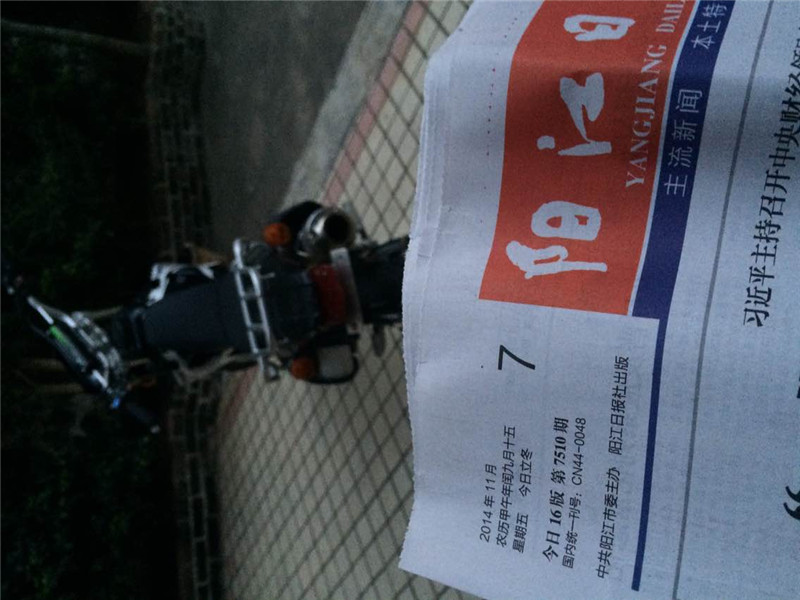 阳江日
YANGJIANG DAIL
主流新闻 本土特
7
2014年11月
农历甲午年闰九月十五
星期五 今日立冬
今日16版 第7510期
国内统一刊号：CN44-0048
中共阳江市委主办 阳江日报社出版
习近平主持召开中央财经领